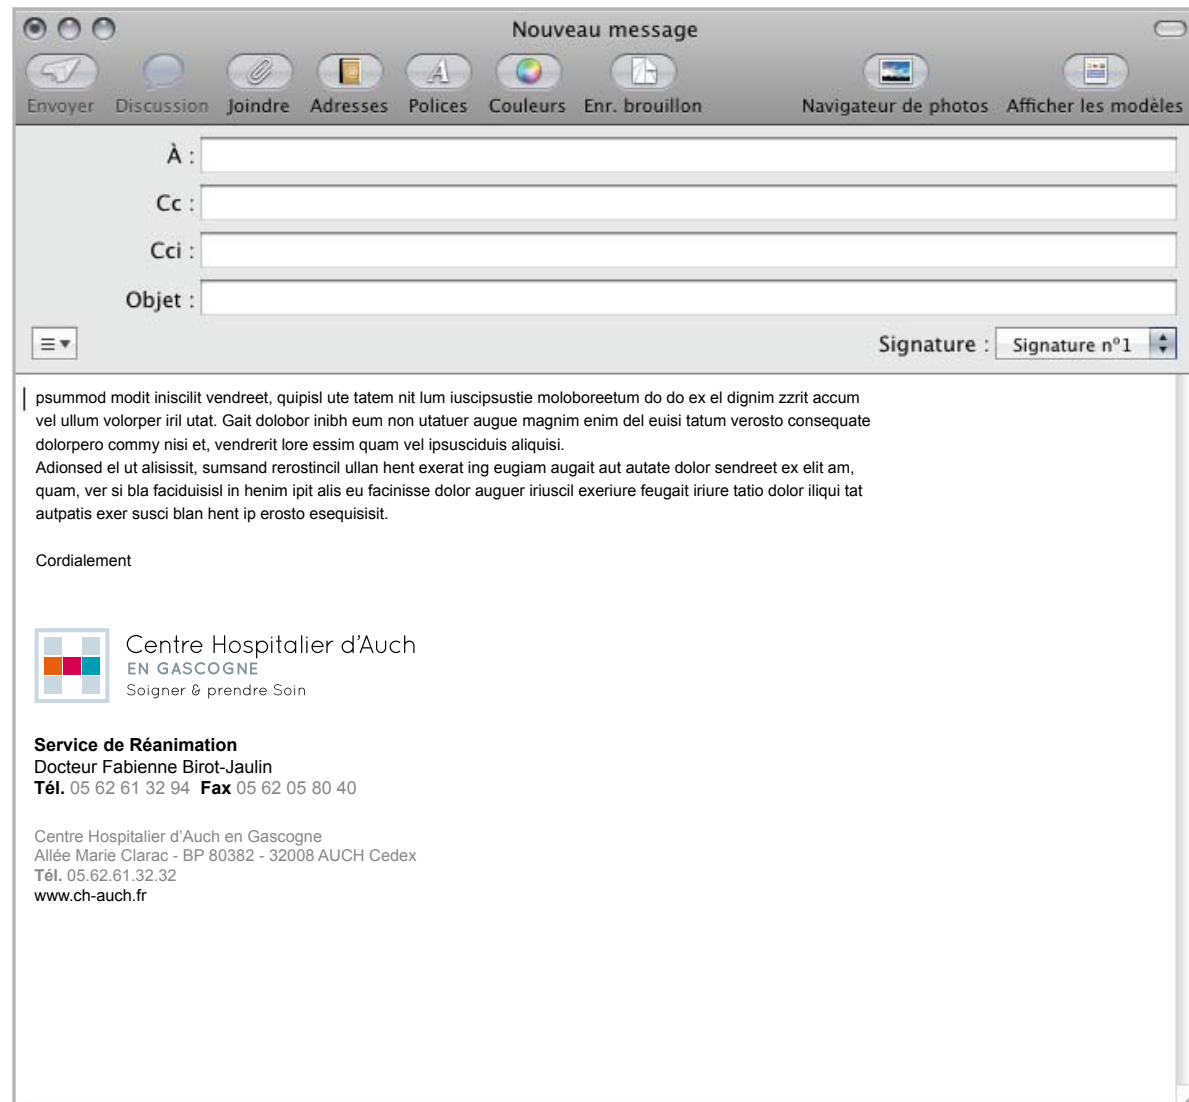 Nouveau message
Envoyer Discussion Joindre Adresses Polices Couleurs Enr. brouillon Navigateur de photos Afficher les modèles
À :
Cc :
Cci :
Objet :
Signature : Signature n°1
psummod modit iniscilit vendreet, quipisl ute tatem nit lum iuscipsustie moloboreetum do do ex el dignim zzrit accum
vel ullum volorper iril utat. Gait dolobor inibh eum non utatuer augue magnim enim del euisi tatum verosto consequate
dolorpero commy nisi et, vendrerit lore essim quam vel ipsusciduis aliquisi.
Adionsed el ut alisissit, sumsand rerostincil ullan hent exerat ing eugiam augait aut autate dolor sendreet ex elit am,
quam, ver si bla faciduisisl in henim ipit alis eu facinisse dolor auguer iriuscil exeriure feugait iriure tatio dolor iliqui tat
autpatis exer susci blan hent ip erosto esequisisit.
Cordialement
Centre Hospitalier d'Auch
EN GASCOGNE
Soigner & prendre Soin
Service de Réanimation
Docteur Fabienne Birot-Jaulin
Tél. 05 62 61 32 94 Fax 05 62 05 80 40
Centre Hospitalier d'Auch en Gascogne
Allée Marie Clarac - BP 80382 - 32008 AUCH Cedex
Tél. 05.62.61.32.32
www.ch-auch.fr